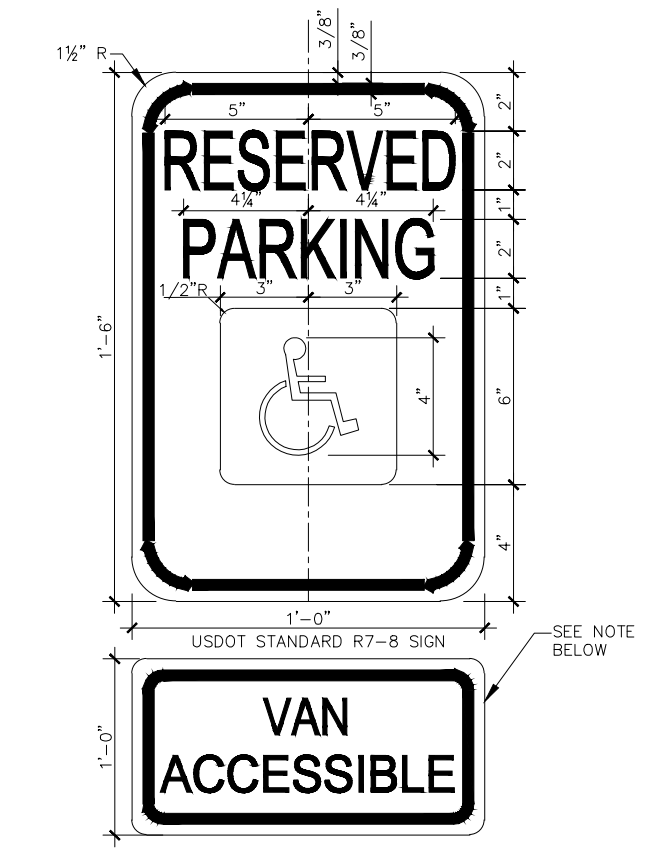 3/8"
3/8"
1½" R
5"
5"
2"
RESERVED
2"
4¼"
4¼"
1"
PARKING
2"
1/2"R
3"
3"
1"
1'-6"
4"
6"
4"
1'-0"
USDOT STANDARD R7-8 SIGN
SEE NOTE
BELOW
VAN
ACCESSIBLE
1'-0"